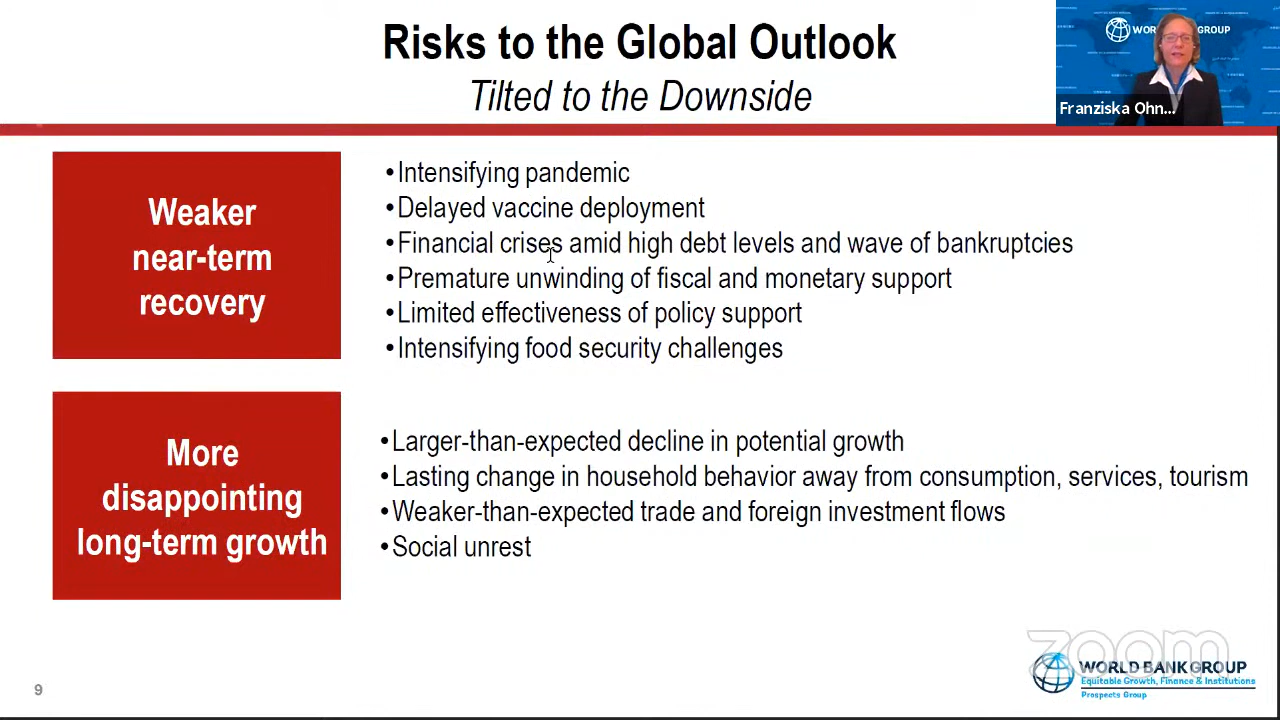 Risks to the Global Outlook
Tilted to the Downside
WORLD BANK GROUP
Franziska Ohn...
Weaker
near-term
recovery
•Intensifying pandemic
•Delayed vaccine deployment
•Financial crises amid high debt levels and wave of bankruptcies
•Premature unwinding of fiscal and monetary support
•Limited effectiveness of policy support
•Intensifying food security challenges
More
disappointing
long-term growth
•Larger-than-expected decline in potential growth
•Lasting change in household behavior away from consumption, services, tourism
•Weaker-than-expected trade and foreign investment flows
•Social unrest
zoom
WORLD BANK GROUP
Equitable Growth, Finance & Institutions
Prospects Group
9